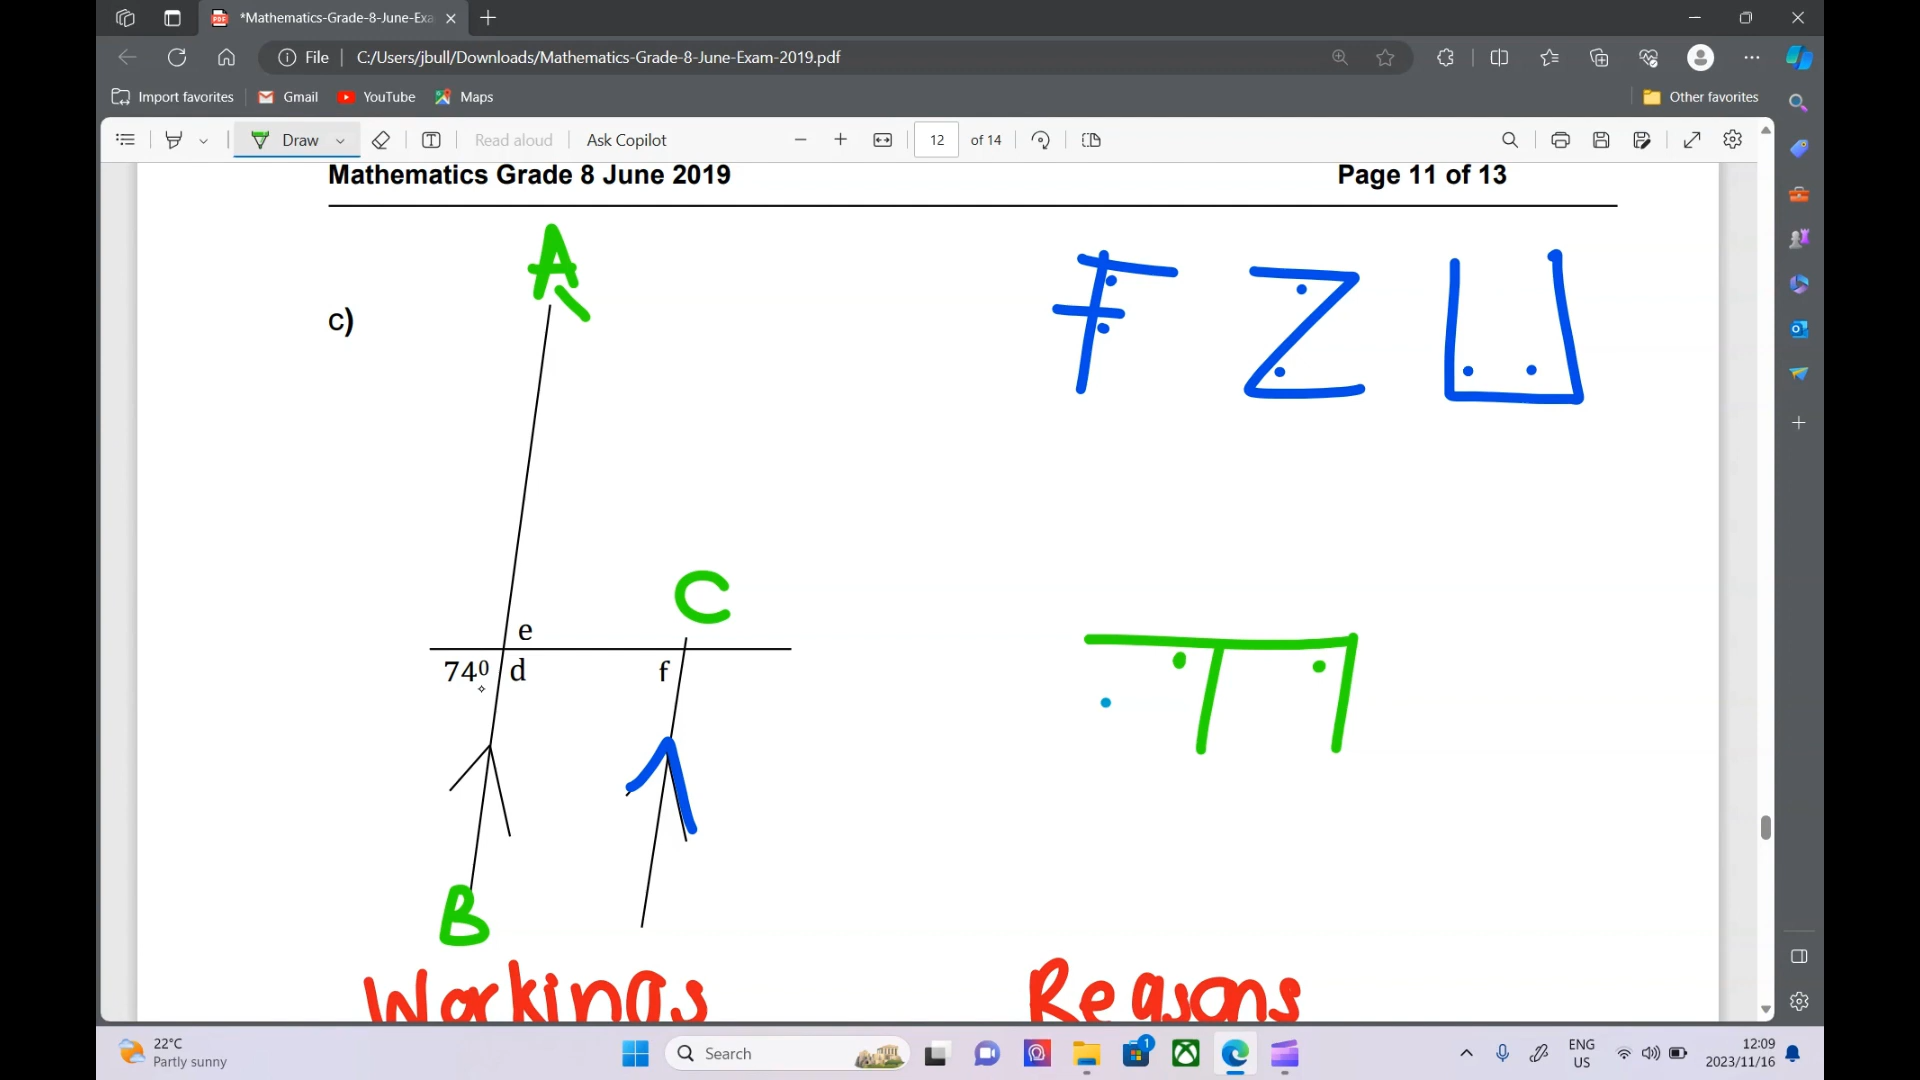 *Mathematics-Grade-8-June-Exa
File C:/Users/jbull/Downloads/Mathematics-Grade-8-June-Exam-2019.pdf
Import favorites Gmail YouTube Maps Other favorites
Draw Read aloud Ask Copilot 12 of 14
Mathematics Grade 8 June 2019 Page 11 of 13
A
F Z U
c)
C
e
74⁰ d f
B
Workings Reasons
22°C
Partly sunny
Search
1
ENG
US
12:09
2023/11/16